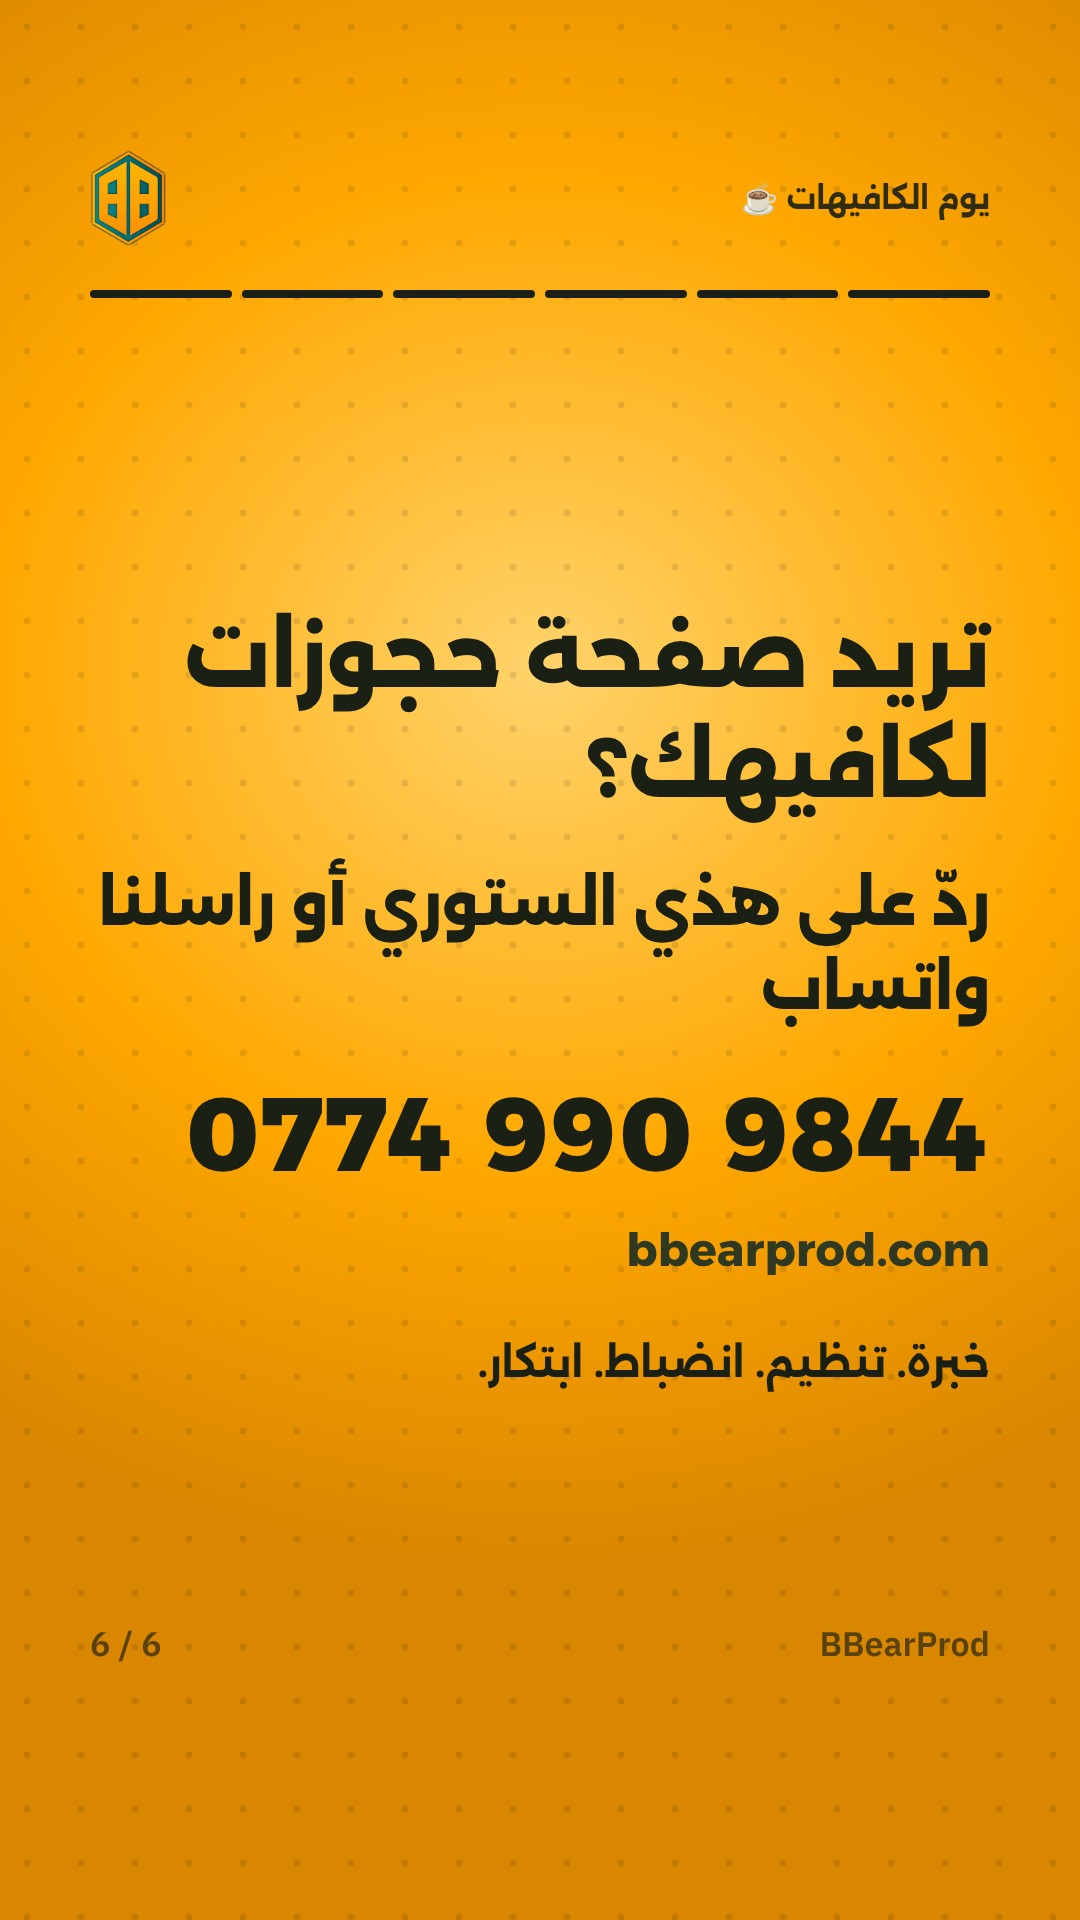 يوم الكافيهات ☕
تريد صفحة حجوزات
لكافيهك؟
ردّ على هذي الستوري أو راسلنا
واتساب
0774 990 9844
bbearprod.com
خبرة. تنظيم. انضباط. ابتكار.
BBearProd
6 / 6